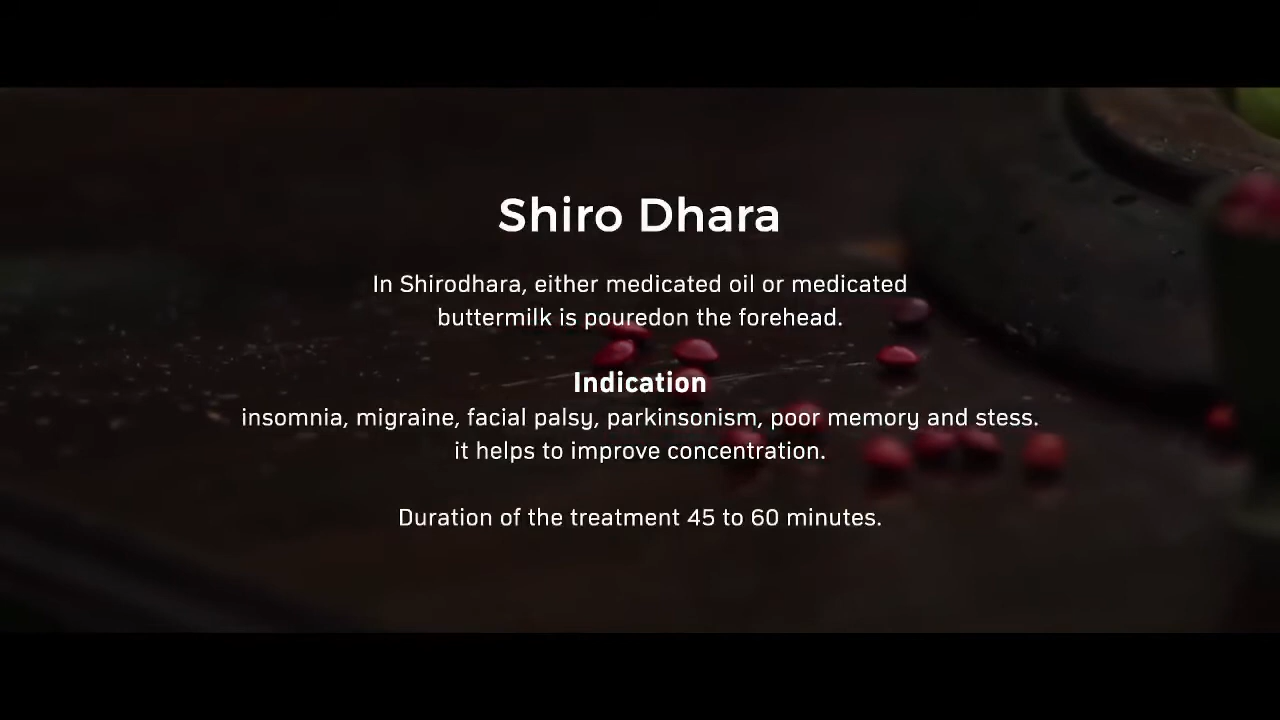 Shiro Dhara
In Shirodhara, either medicated oil or medicated
buttermilk is pouredon the forehead.
Indication
insomnia, migraine, facial palsy, parkinsonism, poor memory and stess.
it helps to improve concentration.
Duration of the treatment 45 to 60 minutes.